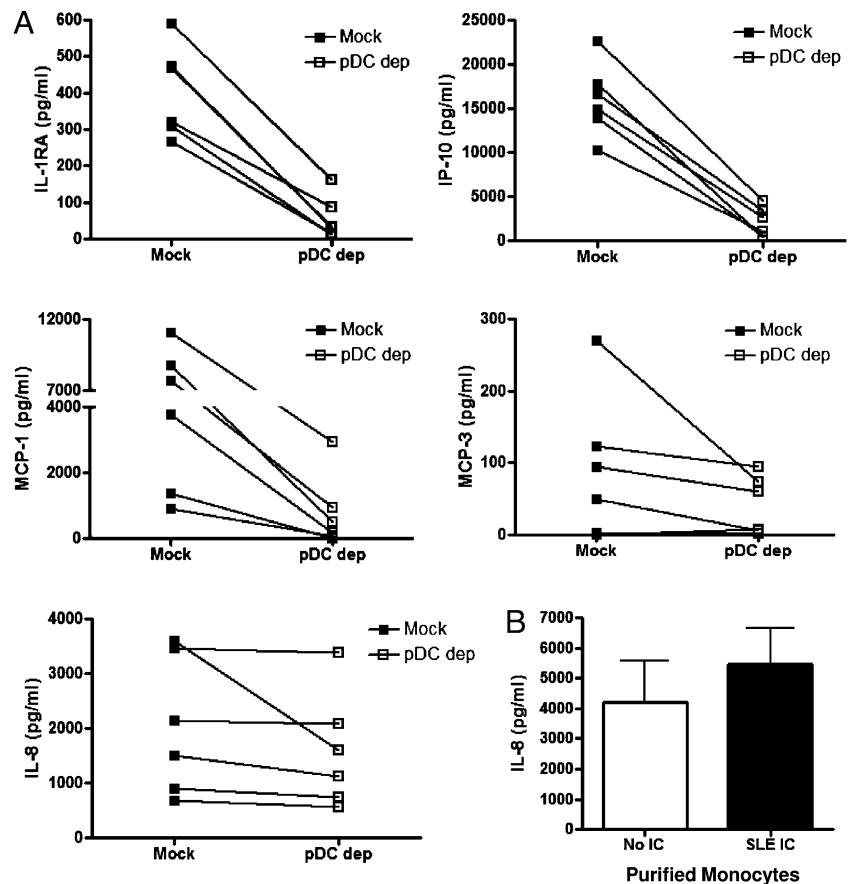 A
IL-1RA (pg/ml)
600
500
400
300
200
100
0
Mock
pDC dep
Mock
pDC dep
IP-10 (pg/ml)
25000
20000
15000
10000
5000
0
Mock
pDC dep
Mock
pDC dep
MCP-1 (pg/ml)
12000
7000
4000
2000
0
Mock
pDC dep
Mock
pDC dep
MCP-3 (pg/ml)
300
200
100
0
Mock
pDC dep
Mock
pDC dep
IL-8 (pg/ml)
4000
3000
2000
1000
0
Mock
pDC dep
Mock
pDC dep
B
IL-8 (pg/ml)
7000
6000
5000
4000
3000
2000
1000
0
No IC
SLE IC
Purified Monocytes